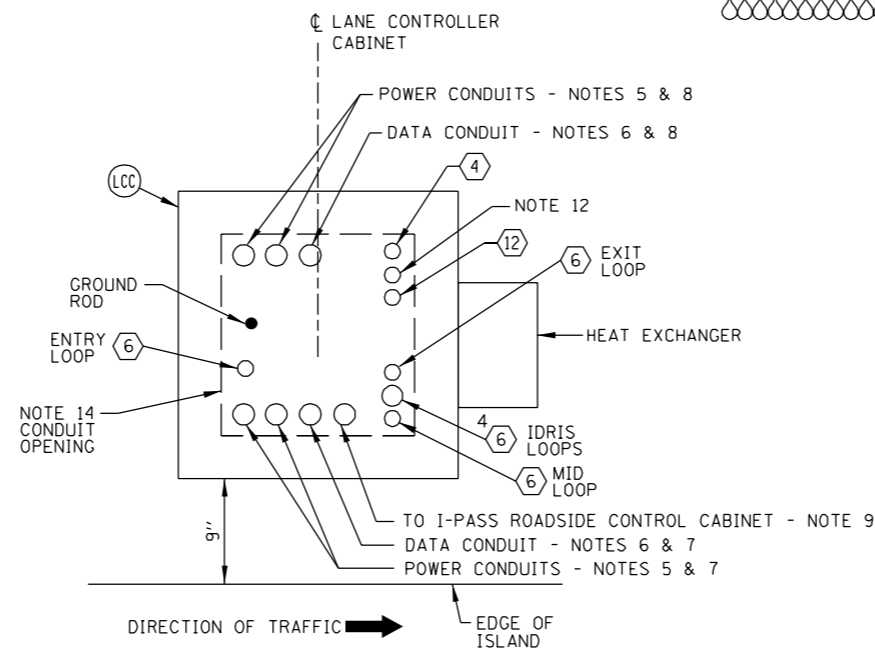 ℄ LANE CONTROLLER
CABINET
POWER CONDUITS - NOTES 5 & 8
DATA CONDUIT - NOTES 6 & 8
LCC
4
NOTE 12
12
6 EXIT
LOOP
GROUND
ROD
HEAT EXCHANGER
ENTRY
LOOP 6
NOTE 14
CONDUIT
OPENING
4
6 IDRIS
LOOPS
6 MID
LOOP
9"
TO I-PASS ROADSIDE CONTROL CABINET - NOTE 9
DATA CONDUIT - NOTES 6 & 7
POWER CONDUITS - NOTES 5 & 7
DIRECTION OF TRAFFIC
EDGE OF
ISLAND